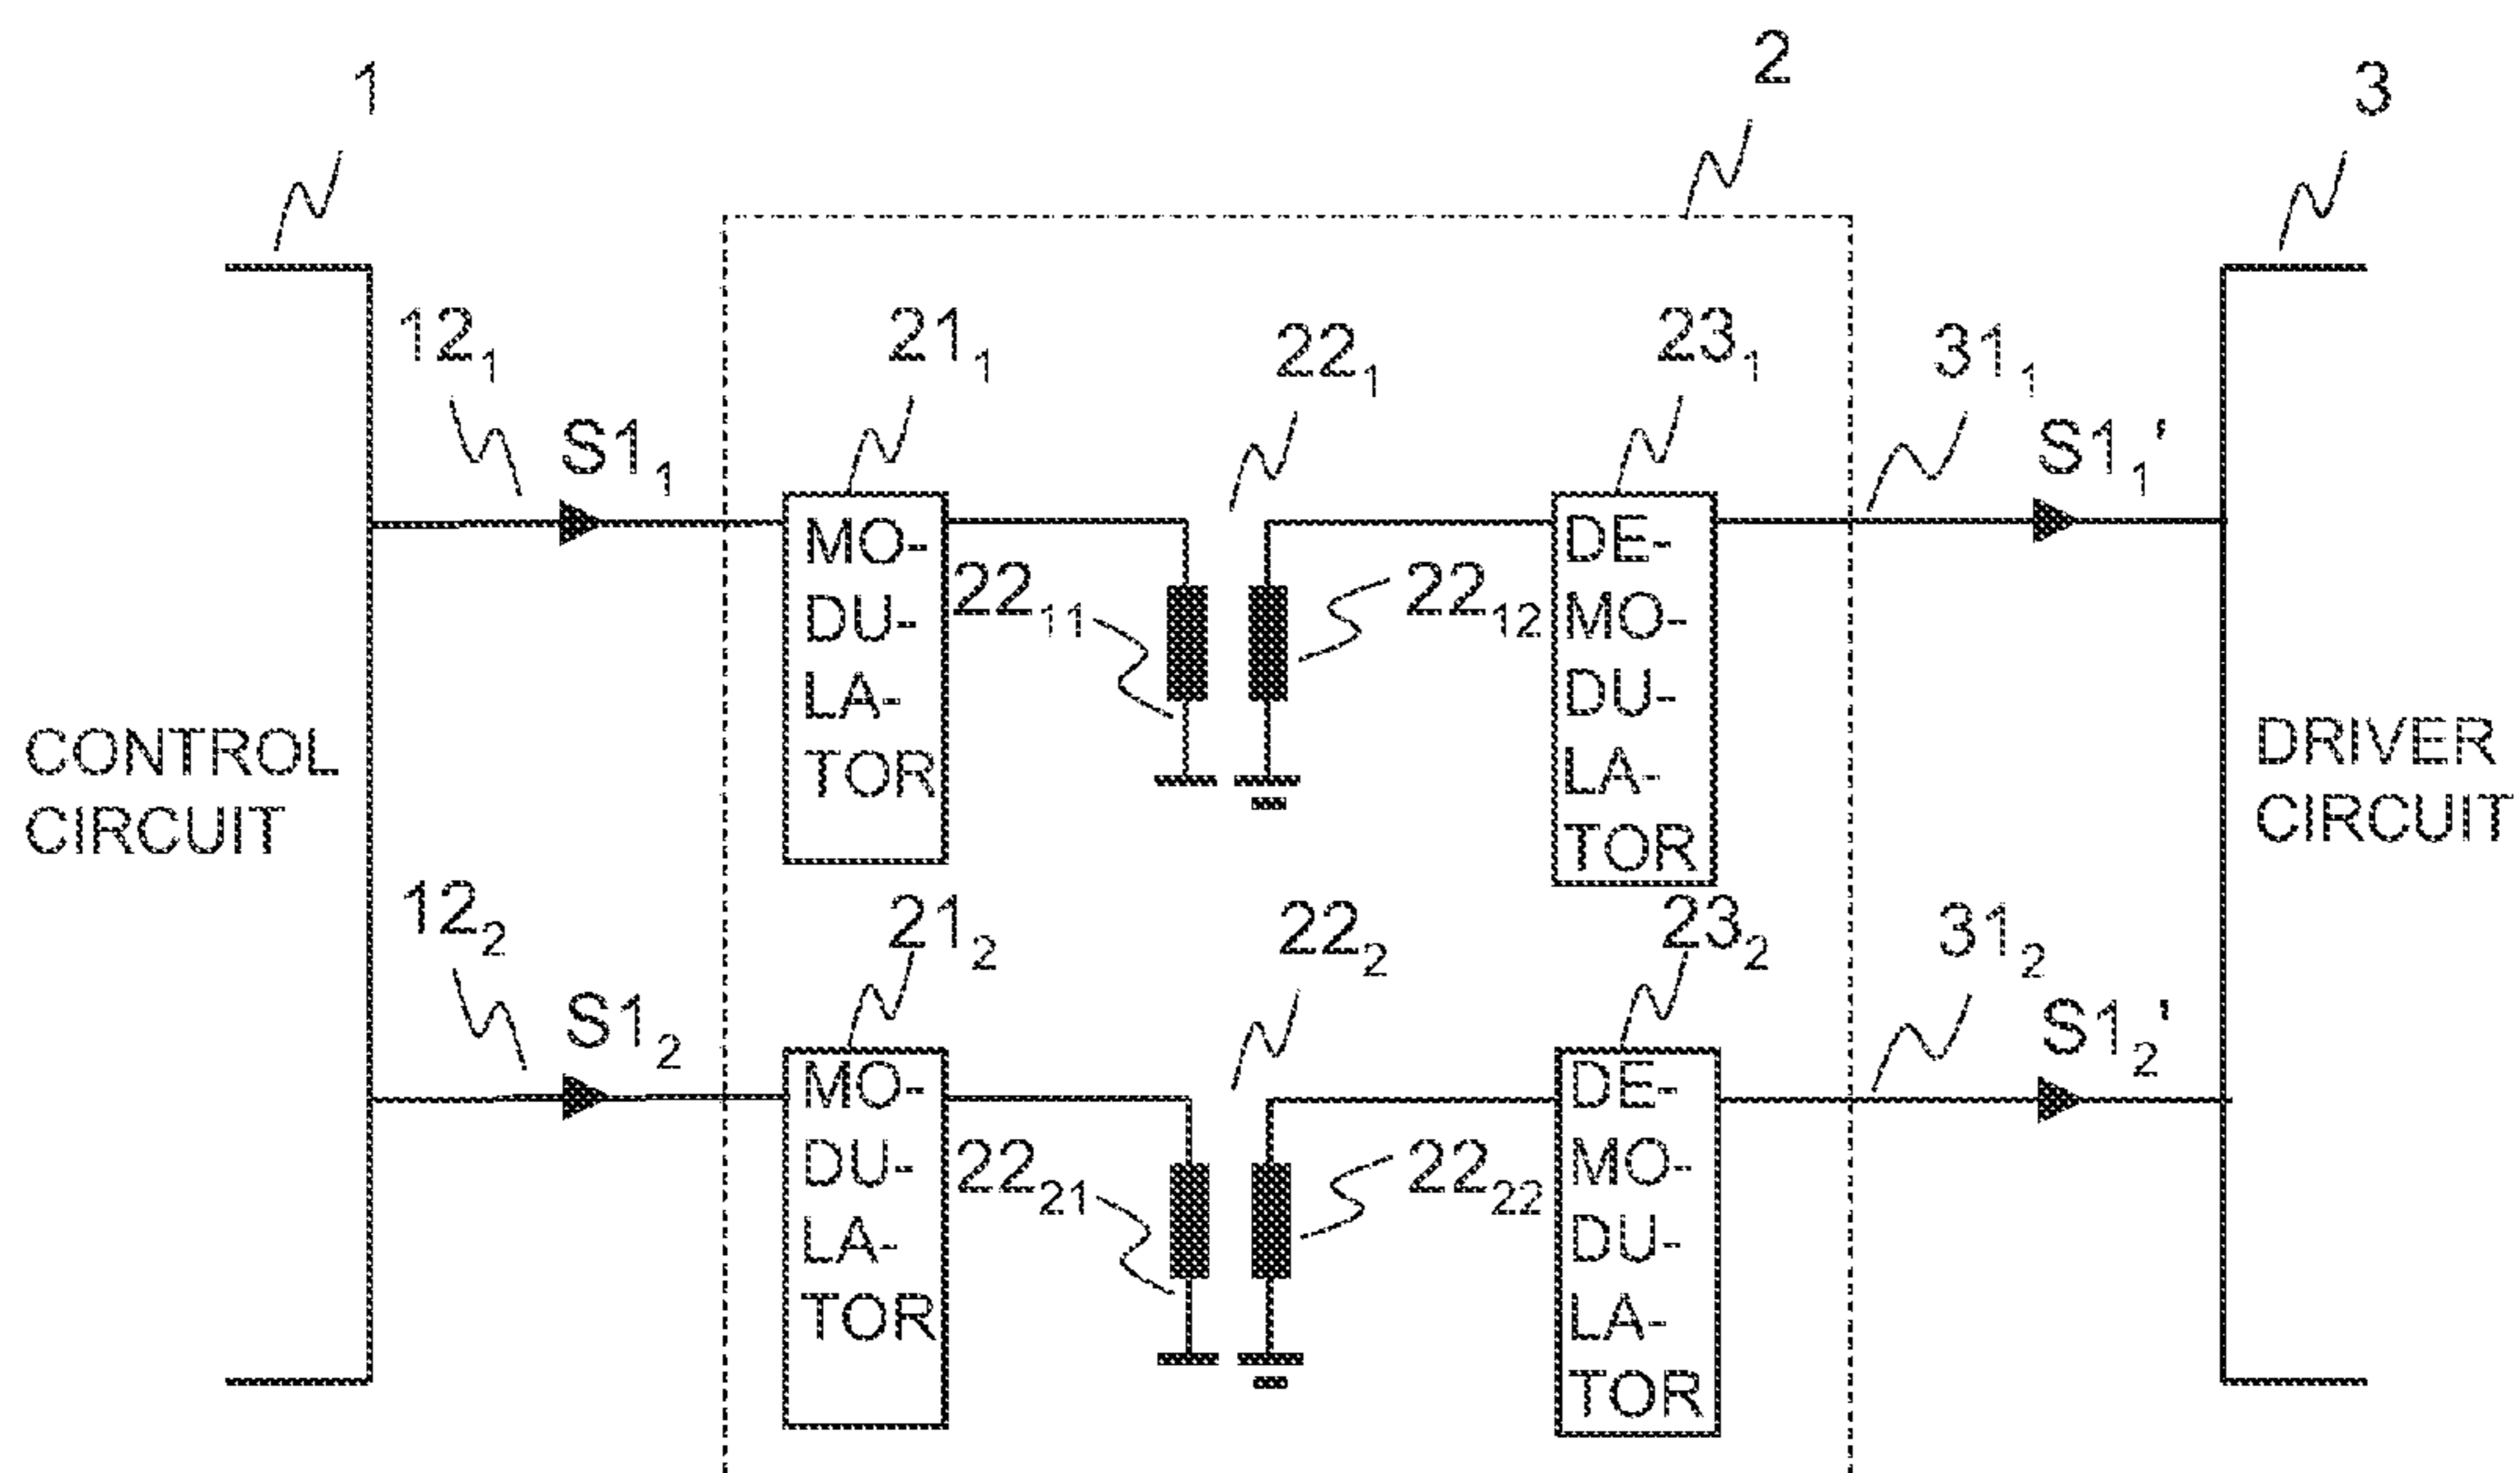 1
2
3
12₁
S1₁
21₁
22₁
23₁
31₁
S1₁'
MO-
DU-
LA-
TOR
22₁₁
22₁₂
DE-
MO-
DU-
LA-
TOR
CONTROL
CIRCUIT
DRIVER
CIRCUIT
12₂
S1₂
21₂
22₂
23₂
31₂
S1₂'
MO-
DU-
LA-
TOR
22₂₁
22₂₂
DE-
MO-
DU-
LA-
TOR